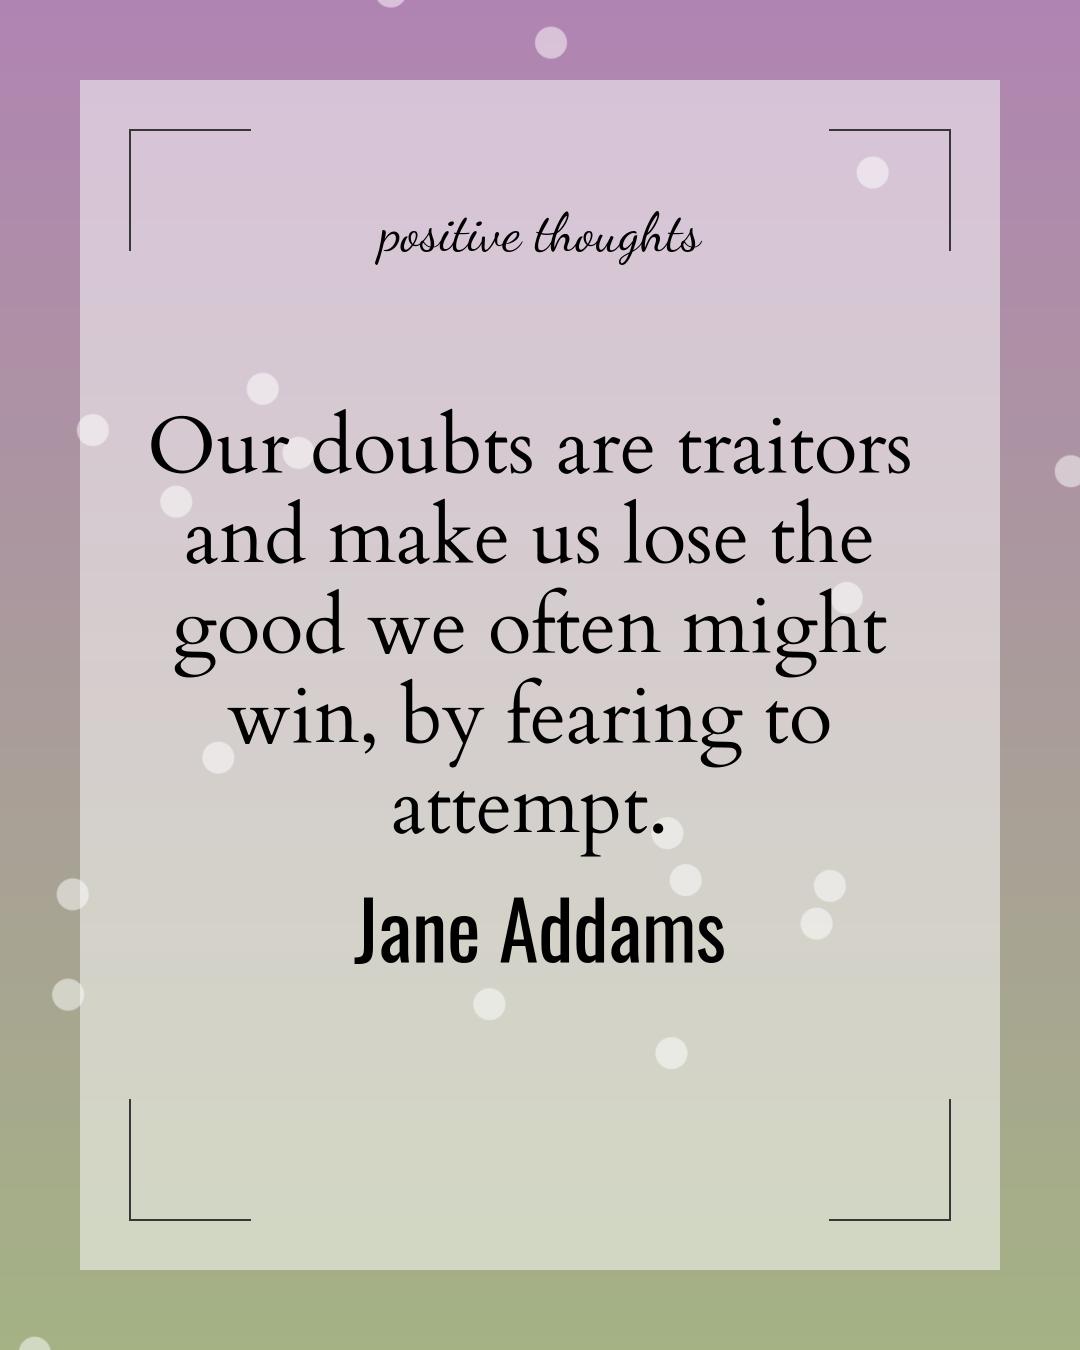 positive thoughts
Our doubts are traitors
and make us lose the
good we often might
win, by fearing to
attempt.
Jane Addams